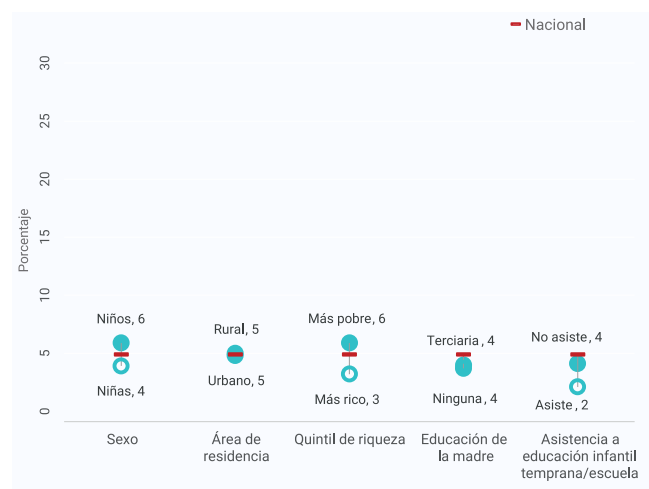 Nacional
30
25
20
15
10
5
0
Porcentaje
Niños, 6
Niñas, 4
Rural, 5
Urbano, 5
Más pobre, 6
Más rico, 3
Terciaria , 4
Ninguna, 4
No asiste, 4
Asiste , 2
Sexo
Área de
residencia
Quintil de riqueza
Educación de
la madre
Asistencia a
educación infantil
temprana/escuela